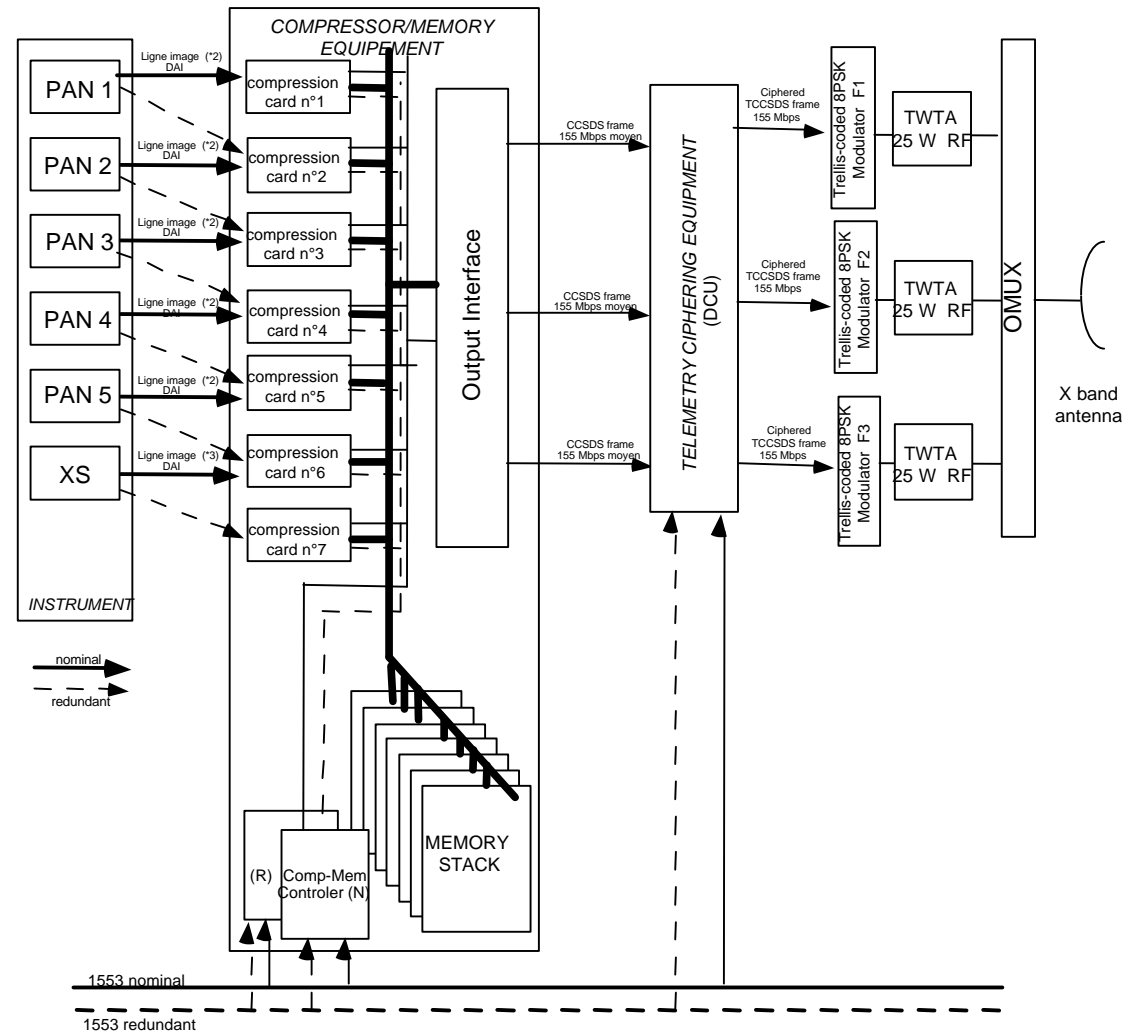 COMPRESSOR/MEMORY
EQUIPEMENT
PAN 1
PAN 2
PAN 3
PAN 4
PAN 5
XS
INSTRUMENT
nominal
redundant
Ligne image (*2)
DAI
Ligne image (*2)
DAI
Ligne image (*2)
DAI
Ligne image (*2)
DAI
Ligne image (*2)
DAI
Ligne image (*3)
DAI
compression
card n°1
compression
card n°2
compression
card n°3
compression
card n°4
compression
card n°5
compression
card n°6
compression
card n°7
Output Interface
(R)
Comp-Mem
Controler (N)
MEMORY
STACK
CCSDS frame
155 Mbps moyen
CCSDS frame
155 Mbps moyen
CCSDS frame
155 Mbps moyen
TELEMETRY CIPHERING EQUIPMENT
(DCU)
Ciphered
TCCSDS frame
155 Mbps
Ciphered
TCCSDS frame
155 Mbps
Ciphered
TCCSDS frame
155 Mbps
Trellis-coded 8PSK
Modulator F1
Trellis-coded 8PSK
Modulator F2
Trellis-coded 8PSK
Modulator F3
TWTA
25 W RF
TWTA
25 W RF
TWTA
25 W RF
OMUX
X band
antenna
1553 nominal
1553 redundant